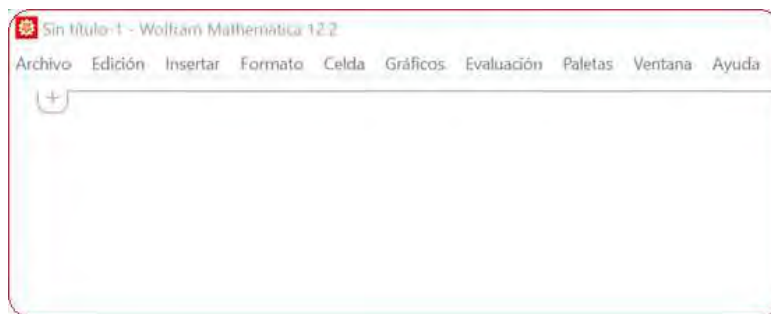 Sin título-1 - Wolfram Mathematica 12.2
Archivo Edición Insertar Formato Celda Gráficos Evaluación Paletas Ventana Ayuda
+